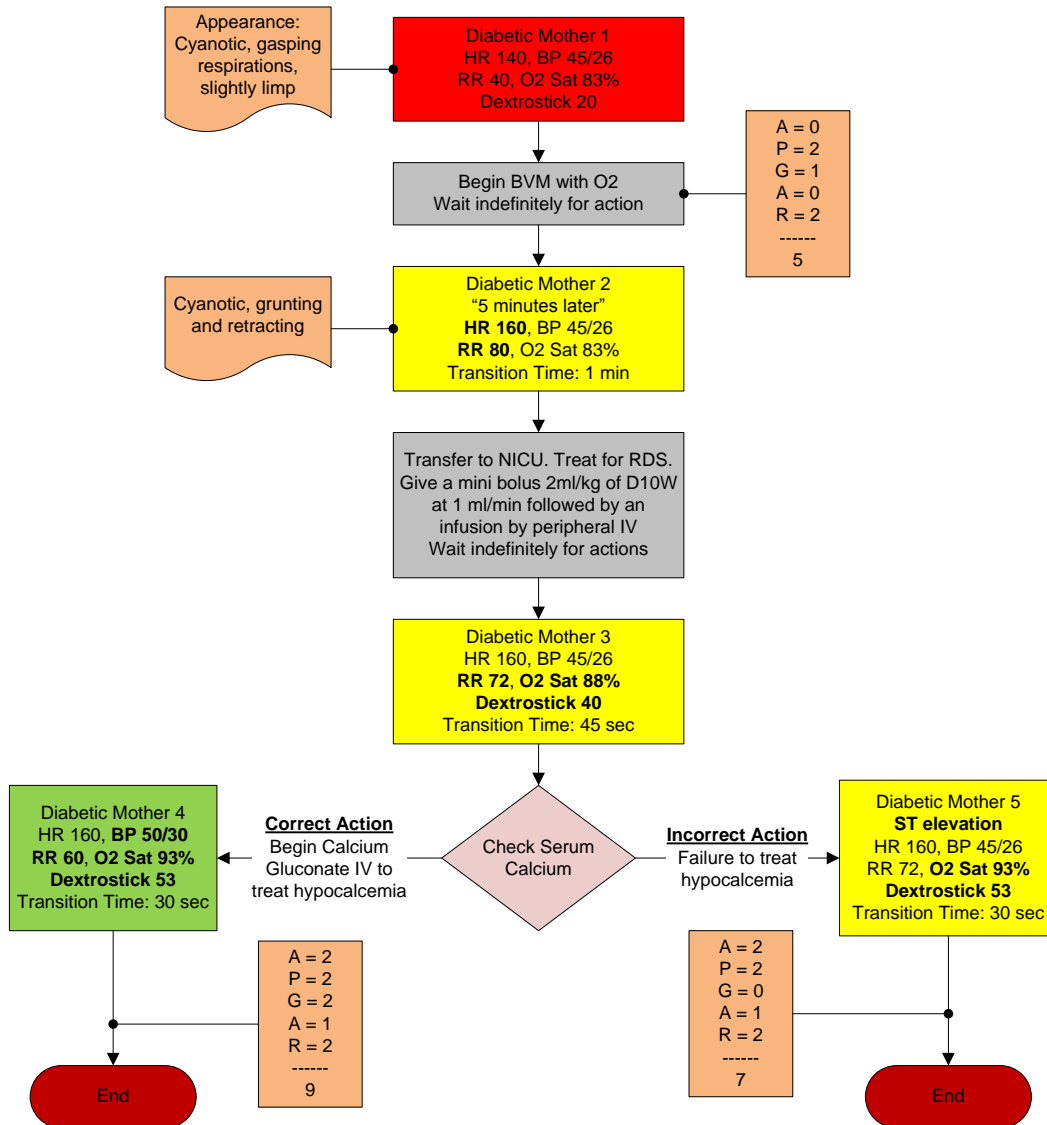 Appearance:
Cyanotic, gasping
respirations,
slightly limp
Diabetic Mother 1
HR 140, BP 45/26
RR 40, O2 Sat 83%
Dextrostick 20
Begin BVM with O2
Wait indefinitely for action
A = 0
P = 2
G = 1
A = 0
R = 2
------
5
Cyanotic, grunting
and retracting
Diabetic Mother 2
“5 minutes later”
HR 160, BP 45/26
RR 80, O2 Sat 83%
Transition Time: 1 min
Transfer to NICU. Treat for RDS.
Give a mini bolus 2ml/kg of D10W
at 1 ml/min followed by an
infusion by peripheral IV
Wait indefinitely for actions
Diabetic Mother 3
HR 160, BP 45/26
RR 72, O2 Sat 88%
Dextrostick 40
Transition Time: 45 sec
Diabetic Mother 4
HR 160, BP 50/30
RR 60, O2 Sat 93%
Dextrostick 53
Transition Time: 30 sec
Correct Action
Begin Calcium
Gluconate IV to
treat hypocalcemia
Check Serum
Calcium
Incorrect Action
Failure to treat
hypocalcemia
Diabetic Mother 5
ST elevation
HR 160, BP 45/26
RR 72, O2 Sat 93%
Dextrostick 53
Transition Time: 30 sec
A = 2
P = 2
G = 2
A = 1
R = 2
------
9
A = 2
P = 2
G = 0
A = 1
R = 2
------
7
End
End